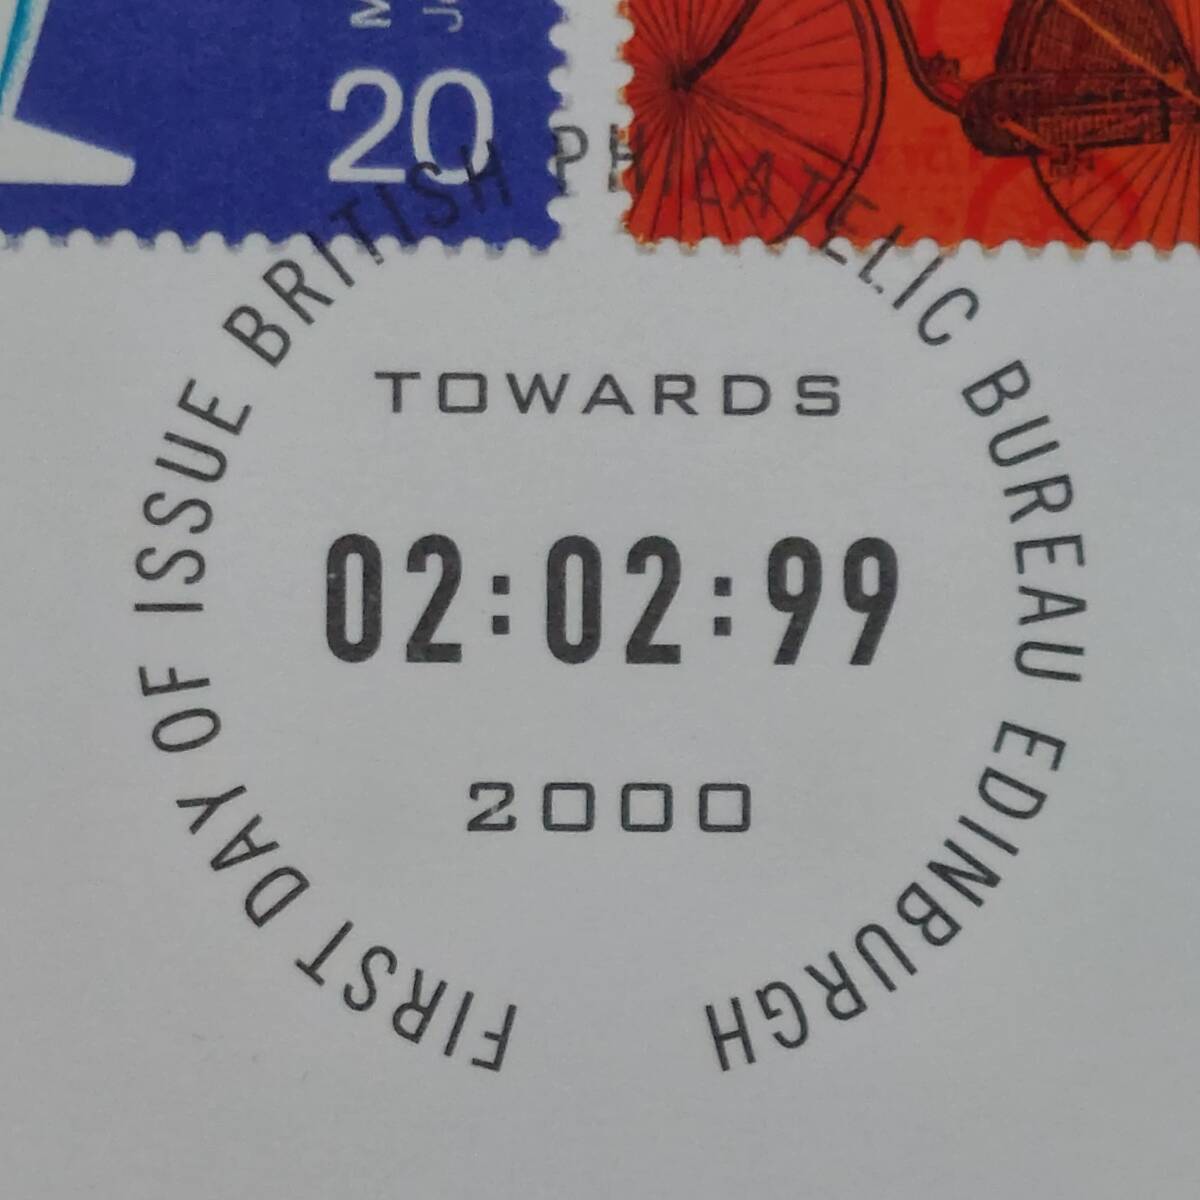 20
FIRST DAY OF ISSUE BRITISH PHILATELIC BUREAU EDINBURGH
TOWARDS
02:02:99
2000